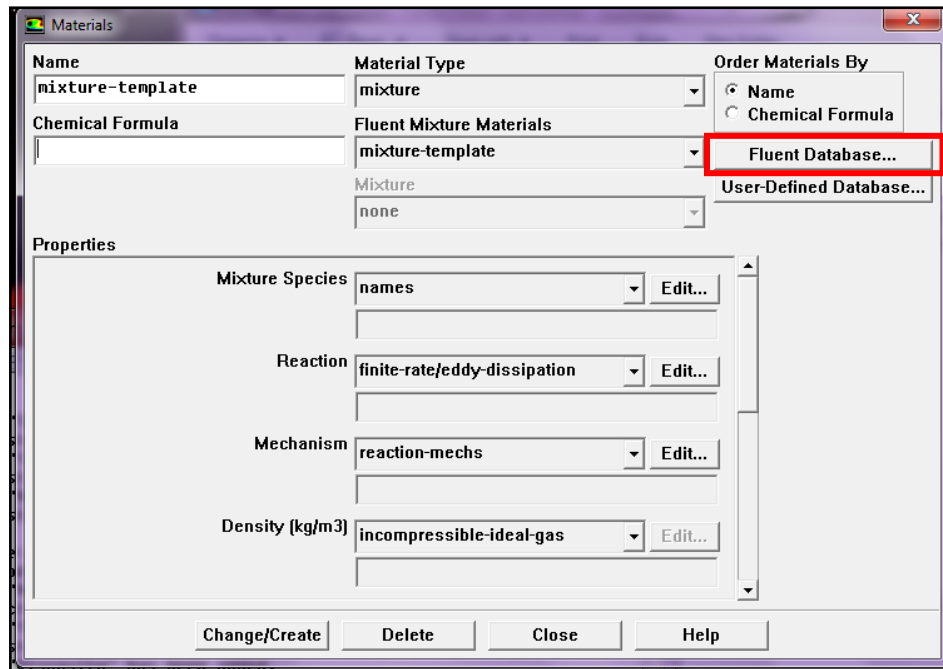 Materials
Name
mixture-template
Chemical Formula
Material Type
mixture
Fluent Mixture Materials
mixture-template
Mixture
none
Order Materials By
Name
Chemical Formula
Fluent Database...
User-Defined Database...
Properties
Mixture Species names Edit...
Reaction finite-rate/eddy-dissipation Edit...
Mechanism reaction-mechs Edit...
Density (kg/m3) incompressible-ideal-gas Edit...
Change/Create Delete Close Help